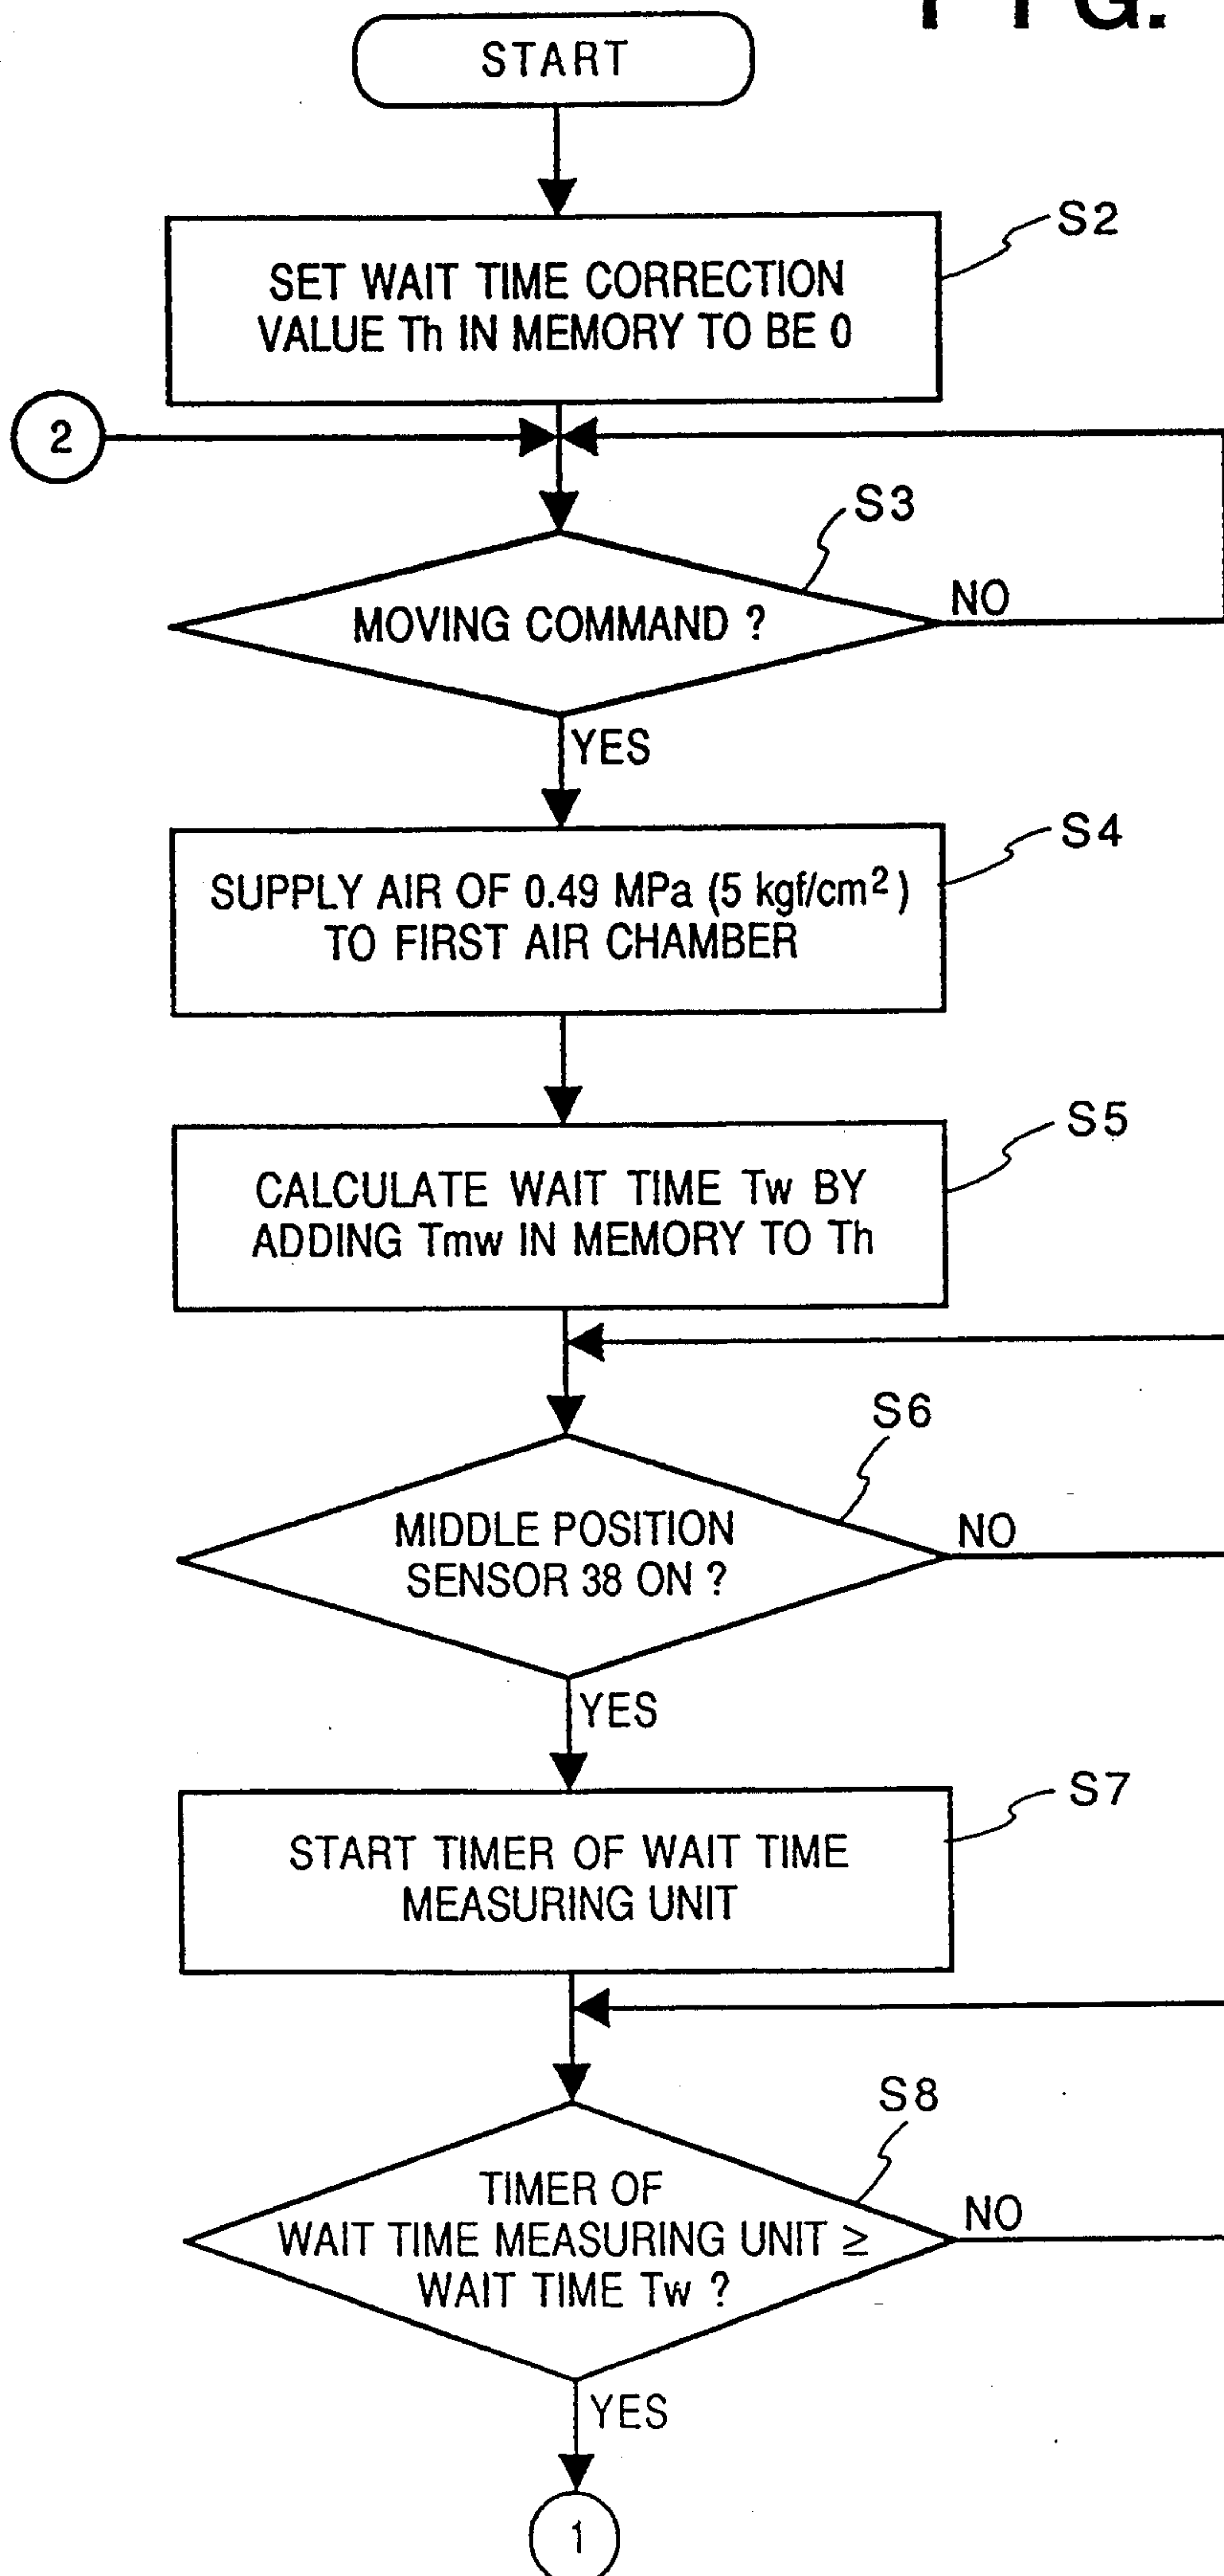 FIG.
START
S2
SET WAIT TIME CORRECTION
VALUE Th IN MEMORY TO BE 0
2
S3
MOVING COMMAND ?
NO
YES
S4
SUPPLY AIR OF 0.49 MPa (5 kgf/cm²)
TO FIRST AIR CHAMBER
S5
CALCULATE WAIT TIME Tw BY
ADDING Tmw IN MEMORY TO Th
S6
MIDDLE POSITION
SENSOR 38 ON ?
NO
YES
S7
START TIMER OF WAIT TIME
MEASURING UNIT
S8
TIMER OF
WAIT TIME MEASURING UNIT ≥
WAIT TIME Tw ?
NO
YES
1